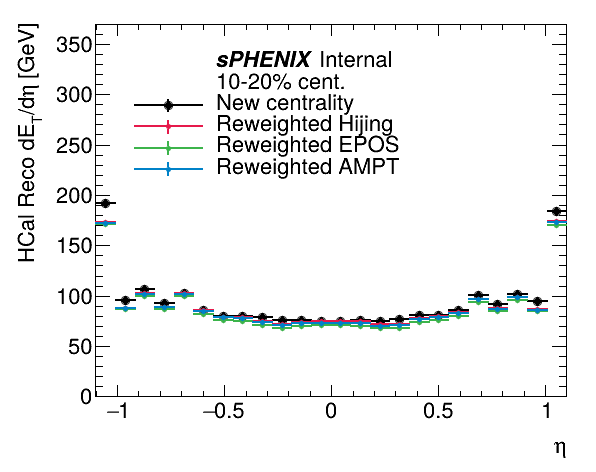 350
300
250
200
150
100
50
0
HCal Reco dE_T/dη [GeV]
sPHENIX Internal
10-20% cent.
New centrality
Reweighted Hijing
Reweighted EPOS
Reweighted AMPT
−1 −0.5 0 0.5 1
η